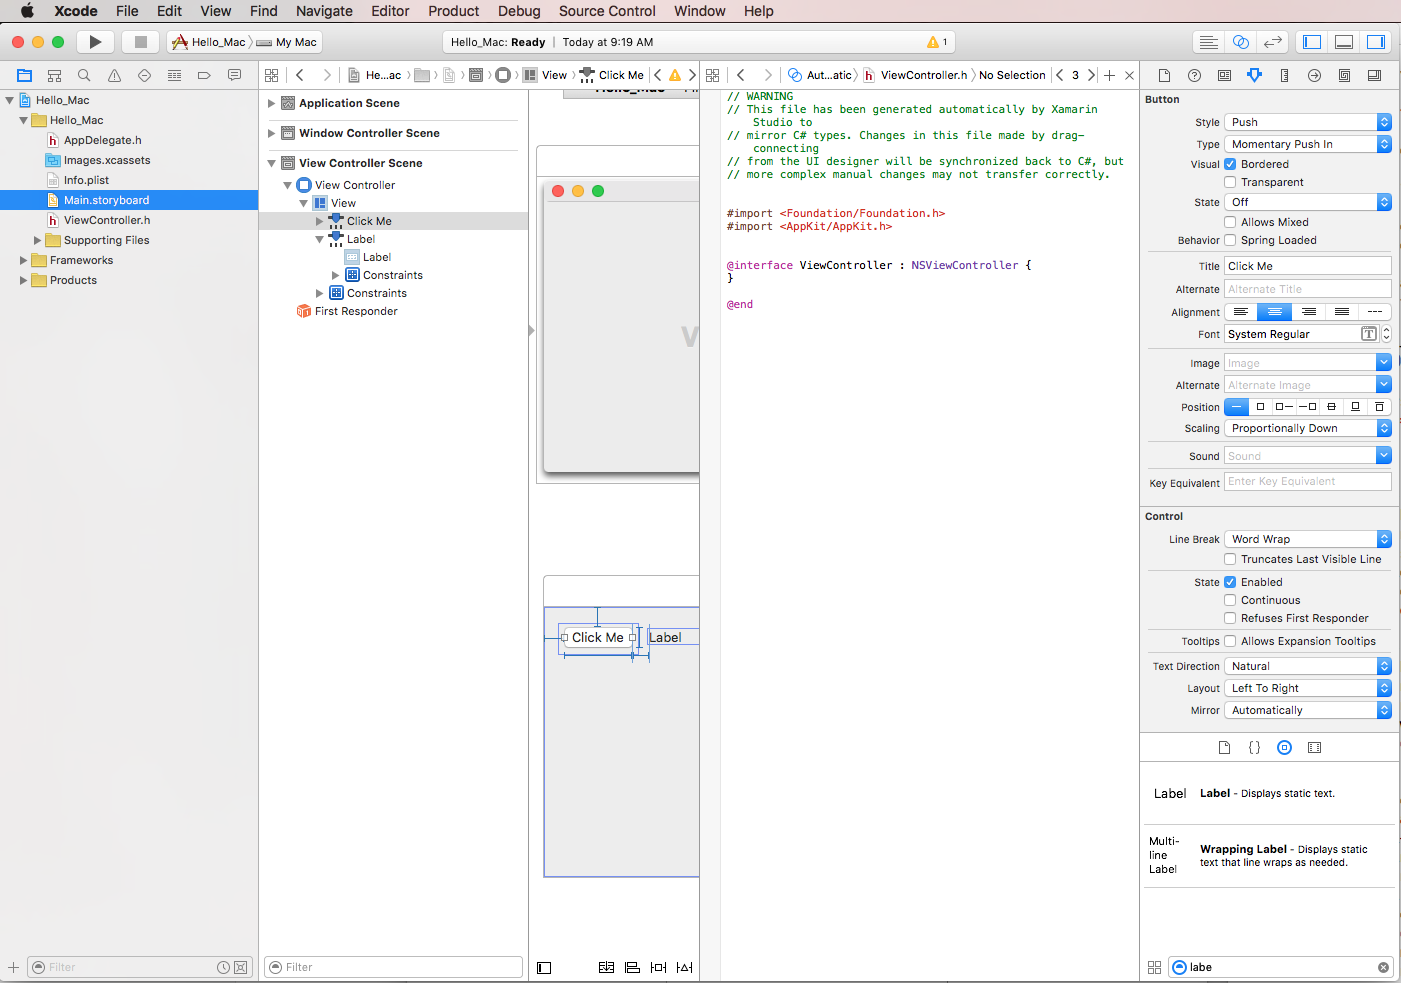 Xcode File Edit View Find Navigate Editor Product Debug Source Control Window Help
Hello_Mac My Mac
Hello_Mac: Ready | Today at 9:19 AM
1
He...ac View Click Me
Aut...atic ViewController.h No Selection 3
Hello_Mac
Hello_Mac
AppDelegate.h
Images.xcassets
Info.plist
Main.storyboard
ViewController.h
Supporting Files
Frameworks
Products
Filter
Application Scene
Window Controller Scene
View Controller Scene
View Controller
View
Click Me
Label
Label
Constraints
Constraints
First Responder
Filter
Click Me
Label
// WARNING
// This file has been generated automatically by Xamarin
Studio to
// mirror C# types. Changes in this file made by drag-
connecting
// from the UI designer will be synchronized back to C#, but
// more complex manual changes may not transfer correctly.
#import <Foundation/Foundation.h>
#import <AppKit/AppKit.h>
@interface ViewController : NSViewController {
}
@end
Button
Style Push
Type Momentary Push In
Visual Bordered
Transparent
State Off
Allows Mixed
Behavior Spring Loaded
Title Click Me
Alternate Alternate Title
Alignment
Font System Regular
Image Image
Alternate Alternate Image
Position
Scaling Proportionally Down
Sound Sound
Key Equivalent Enter Key Equivalent
Control
Line Break Word Wrap
Truncates Last Visible Line
State Enabled
Continuous
Refuses First Responder
Tooltips Allows Expansion Tooltips
Text Direction Natural
Layout Left To Right
Mirror Automatically
Label Label - Displays static text.
Multi-
line
Label
Wrapping Label - Displays static
text that line wraps as needed.
labe